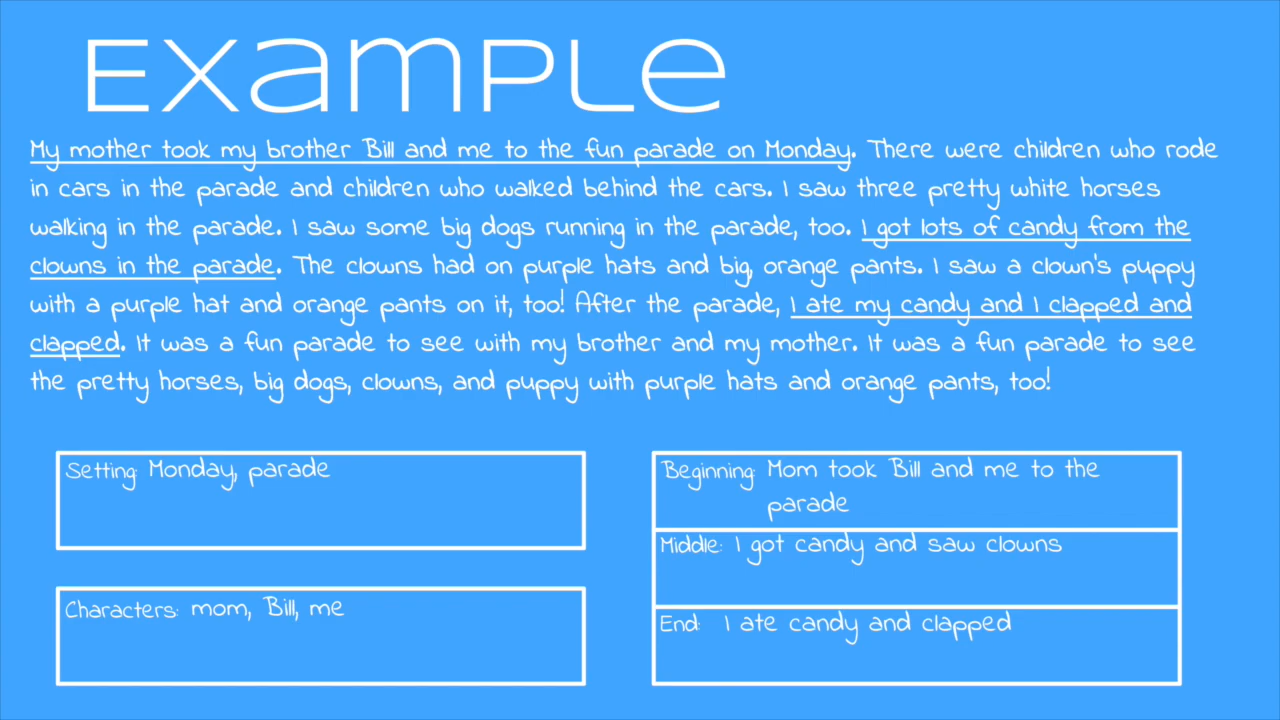 Example
My mother took my brother Bill and me to the fun parade on Monday. There were children who rode
in cars in the parade and children who walked behind the cars. I saw three pretty white horses
walking in the parade. I saw some big dogs running in the parade, too. I got lots of candy from the
clowns in the parade. The clowns had on purple hats and big, orange pants. I saw a clown's puppy
with a purple hat and orange pants on it, too! After the parade, I ate my candy and I clapped and
clapped. It was a fun parade to see with my brother and my mother. It was a fun parade to see
the pretty horses, big dogs, clowns, and puppy with purple hats and orange pants, too!
Setting: Monday, parade
Characters: mom, Bill, me
Beginning: Mom took Bill and me to the
parade
Middle: I got candy and saw clowns
End: I ate candy and clapped